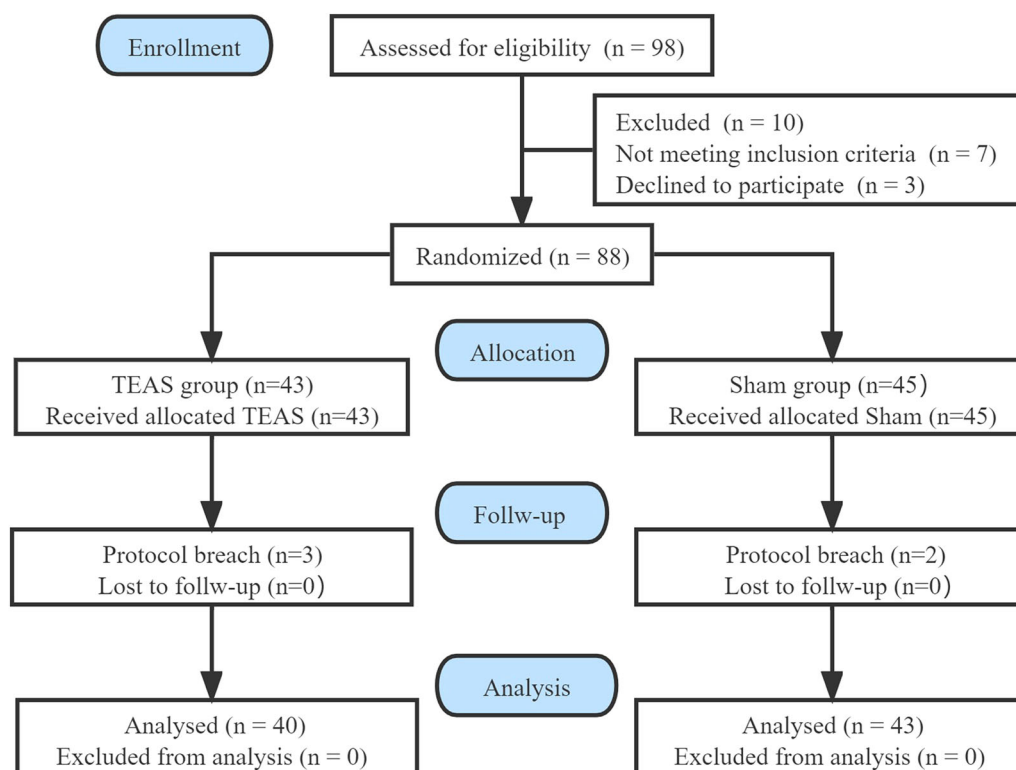 Enrollment
Assessed for eligibility (n = 98)
Excluded (n = 10)
Not meeting inclusion criteria (n = 7)
Declined to participate (n = 3)
Randomized (n = 88)
Allocation
TEAS group (n=43)
Received allocated TEAS (n=43)
Sham group (n=45)
Received allocated Sham (n=45)
Follw-up
Protocol breach (n=3)
Lost to follw-up (n=0)
Protocol breach (n=2)
Lost to follw-up (n=0)
Analysis
Analysed (n = 40)
Excluded from analysis (n = 0)
Analysed (n = 43)
Excluded from analysis (n = 0)